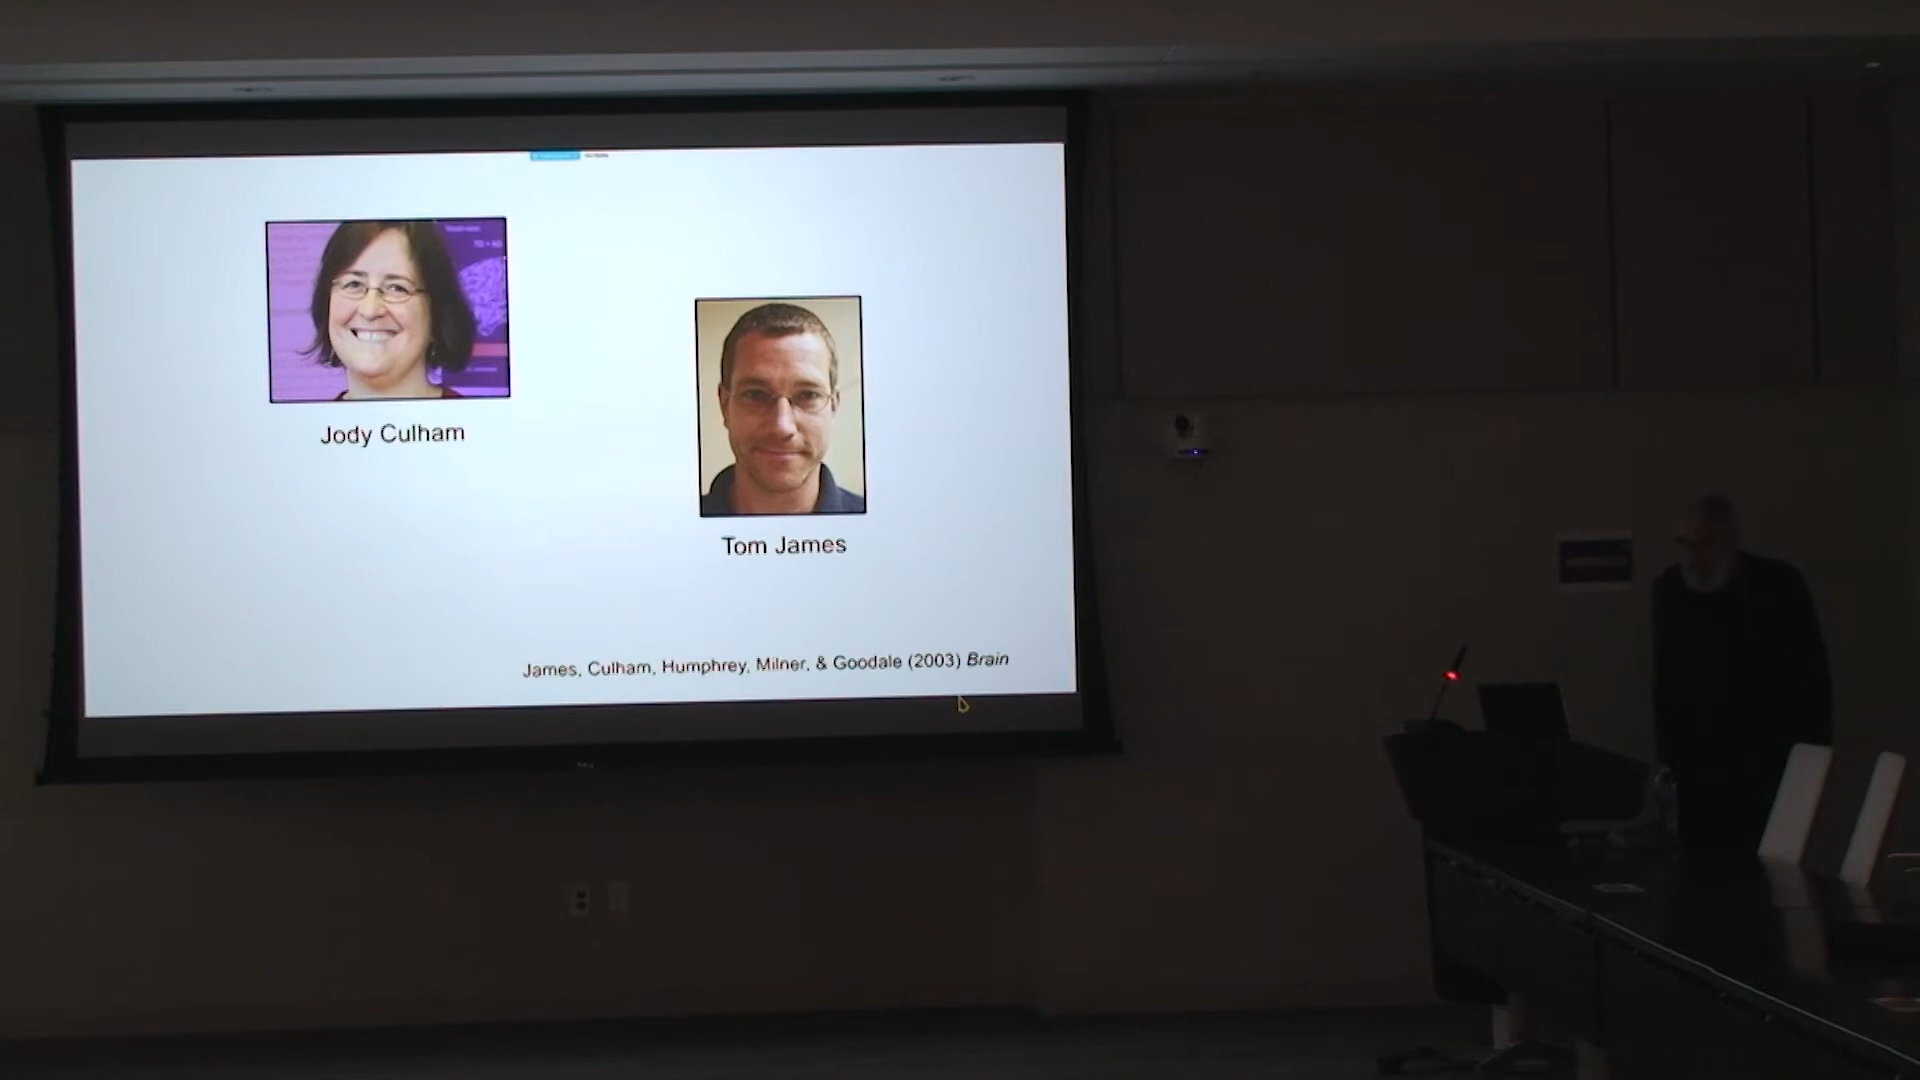 Jody Culham
Tom James
James, Culham, Humphrey, Milner, & Goodale (2003) Brain